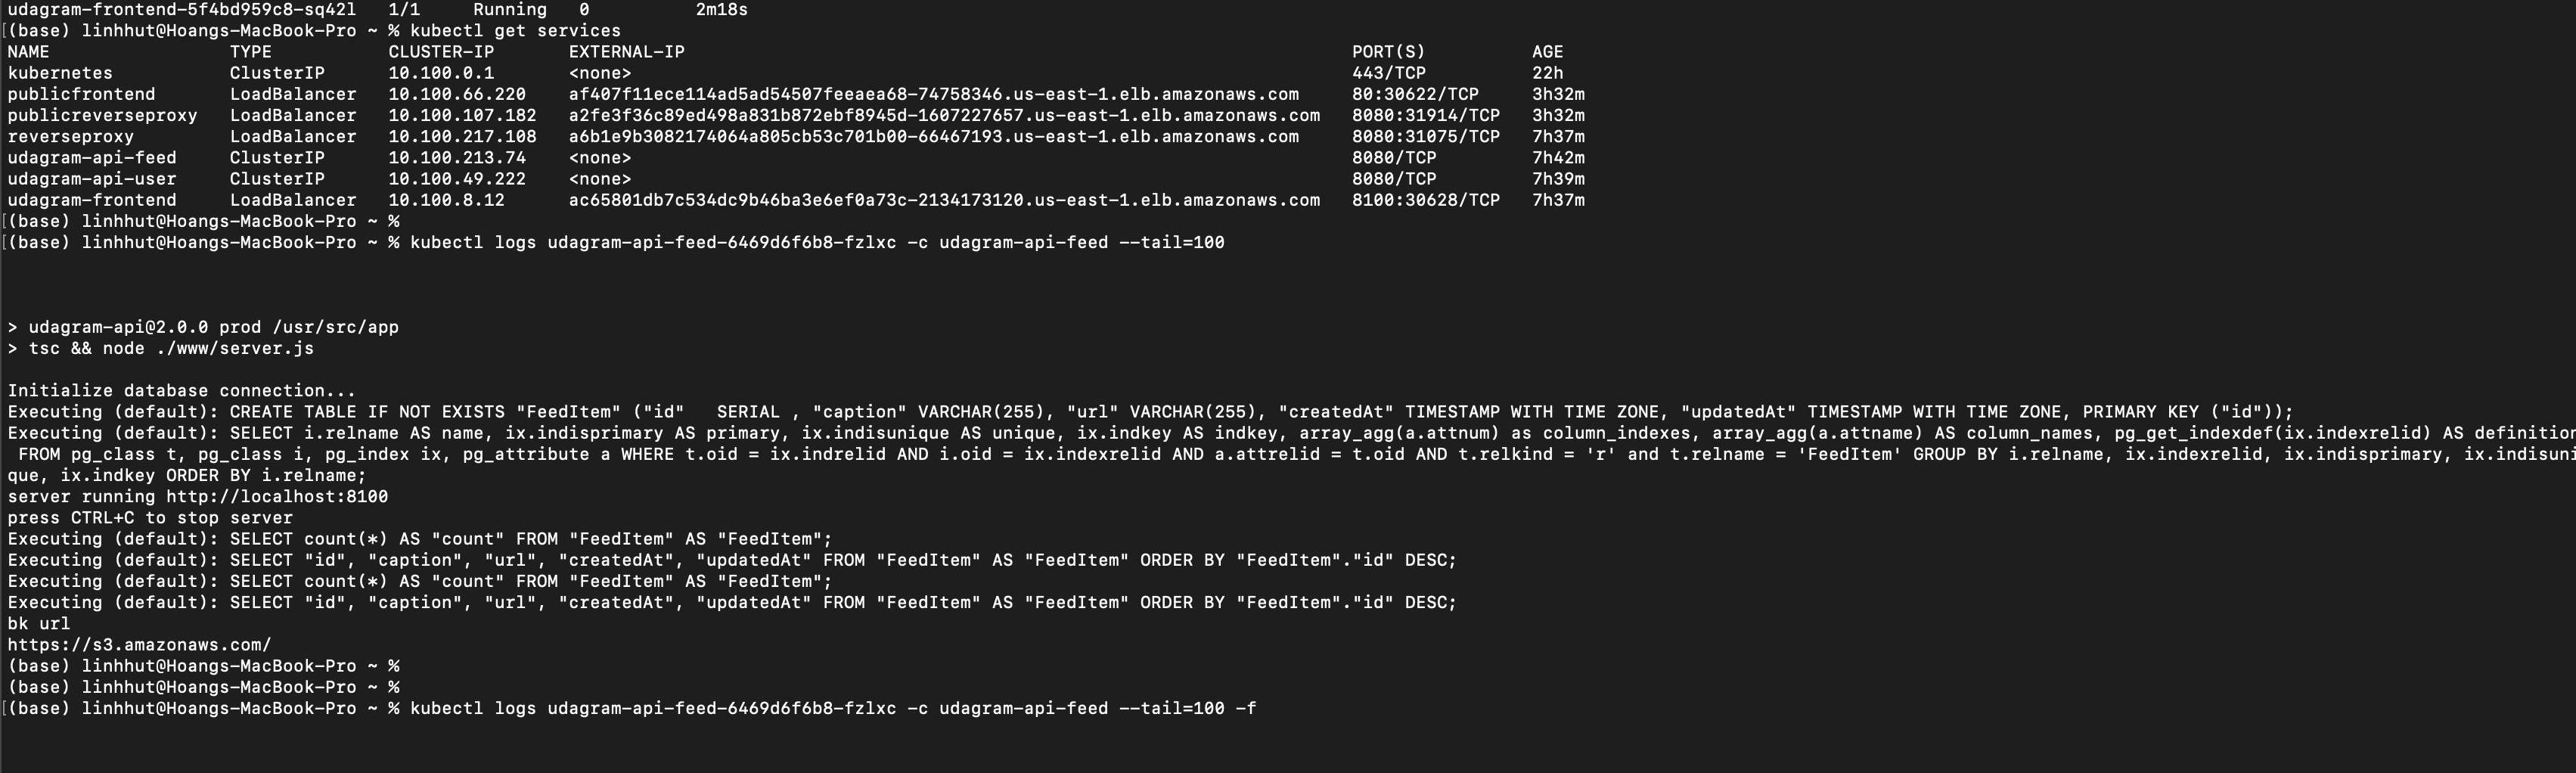 udagram-frontend-5f4bd959c8-sq42l   1/1     Running   0          2m18s
[(base) linhhut@Hoangs-MacBook-Pro ~ % kubectl get services
NAME                 TYPE           CLUSTER-IP       EXTERNAL-IP                                                               PORT(S)          AGE
kubernetes           ClusterIP      10.100.0.1       <none>                                                                    443/TCP          22h
publicfrontend       LoadBalancer   10.100.66.220    af407f11ece114ad5ad54507feeaea68-74758346.us-east-1.elb.amazonaws.com     80:30622/TCP     3h32m
publicreverseproxy   LoadBalancer   10.100.107.182   a2fe3f36c89ed498a831b872ebf8945d-1607227657.us-east-1.elb.amazonaws.com   8080:31914/TCP   3h32m
reverseproxy         LoadBalancer   10.100.217.108   a6b1e9b3082174064a805cb53c701b00-66467193.us-east-1.elb.amazonaws.com     8080:31075/TCP   7h37m
udagram-api-feed     ClusterIP      10.100.213.74    <none>                                                                    8080/TCP         7h42m
udagram-api-user     ClusterIP      10.100.49.222    <none>                                                                    8080/TCP         7h39m
udagram-frontend     LoadBalancer   10.100.8.12      ac65801db7c534dc9b46ba3e6ef0a73c-2134173120.us-east-1.elb.amazonaws.com   8100:30628/TCP   7h37m
[(base) linhhut@Hoangs-MacBook-Pro ~ %
[(base) linhhut@Hoangs-MacBook-Pro ~ % kubectl logs udagram-api-feed-6469d6f6b8-fzlxc -c udagram-api-feed --tail=100
> udagram-api@2.0.0 prod /usr/src/app
> tsc && node ./www/server.js
Initialize database connection...
Executing (default): CREATE TABLE IF NOT EXISTS "FeedItem" ("id"   SERIAL , "caption" VARCHAR(255), "url" VARCHAR(255), "createdAt" TIMESTAMP WITH TIME ZONE, "updatedAt" TIMESTAMP WITH TIME ZONE, PRIMARY KEY ("id"));
Executing (default): SELECT i.relname AS name, ix.indisprimary AS primary, ix.indisunique AS unique, ix.indkey AS indkey, array_agg(a.attnum) as column_indexes, array_agg(a.attname) AS column_names, pg_get_indexdef(ix.indexrelid) AS definition
 FROM pg_class t, pg_class i, pg_index ix, pg_attribute a WHERE t.oid = ix.indrelid AND i.oid = ix.indexrelid AND a.attrelid = t.oid AND t.relkind = 'r' and t.relname = 'FeedItem' GROUP BY i.relname, ix.indexrelid, ix.indisprimary, ix.indisuni
que, ix.indkey ORDER BY i.relname;
server running http://localhost:8100
press CTRL+C to stop server
Executing (default): SELECT count(*) AS "count" FROM "FeedItem" AS "FeedItem";
Executing (default): SELECT "id", "caption", "url", "createdAt", "updatedAt" FROM "FeedItem" AS "FeedItem" ORDER BY "FeedItem"."id" DESC;
Executing (default): SELECT count(*) AS "count" FROM "FeedItem" AS "FeedItem";
Executing (default): SELECT "id", "caption", "url", "createdAt", "updatedAt" FROM "FeedItem" AS "FeedItem" ORDER BY "FeedItem"."id" DESC;
bk url
https://s3.amazonaws.com/
(base) linhhut@Hoangs-MacBook-Pro ~ %
(base) linhhut@Hoangs-MacBook-Pro ~ %
[(base) linhhut@Hoangs-MacBook-Pro ~ % kubectl logs udagram-api-feed-6469d6f6b8-fzlxc -c udagram-api-feed --tail=100 -f